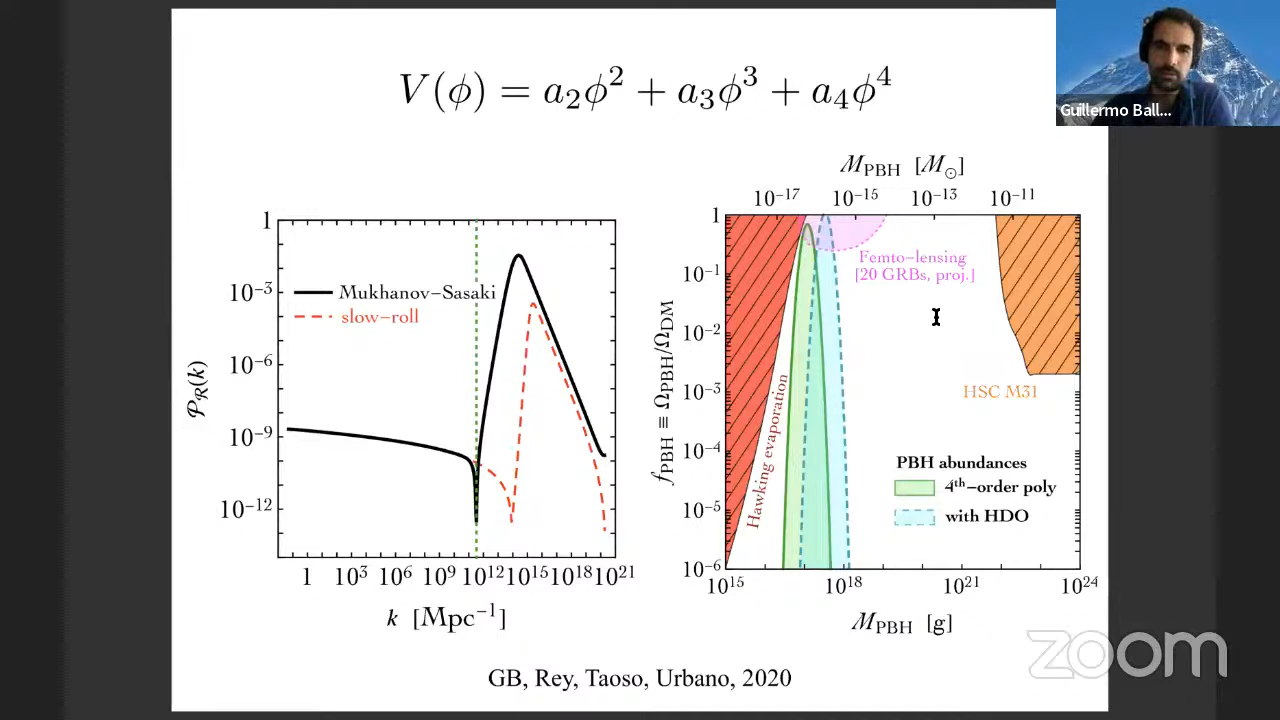 V(ϕ) = a₂ϕ² + a₃ϕ³ + a₄ϕ⁴
Guillermo Ball...
1
10⁻³
10⁻⁶
10⁻⁹
10⁻¹²
𝒫_ℛ(k)
Mukhanov–Sasaki
slow–roll
1 10³ 10⁶ 10⁹ 10¹² 10¹⁵ 10¹⁸ 10²¹
k [Mpc⁻¹]
M_PBH [M_⊙]
10⁻¹⁷ 10⁻¹⁵ 10⁻¹³ 10⁻¹¹
1
10⁻¹
10⁻²
10⁻³
10⁻⁴
10⁻⁵
10⁻⁶
f_PBH ≡ Ω_PBH/Ω_DM
Hawking evaporation
Femto–lensing
[20 GRBs, proj.]
HSC M31
PBH abundances
4ᵗʰ–order poly
with HDO
10¹⁵ 10¹⁸ 10²¹ 10²⁴
M_PBH [g]
GB, Rey, Taoso, Urbano, 2020
zoom